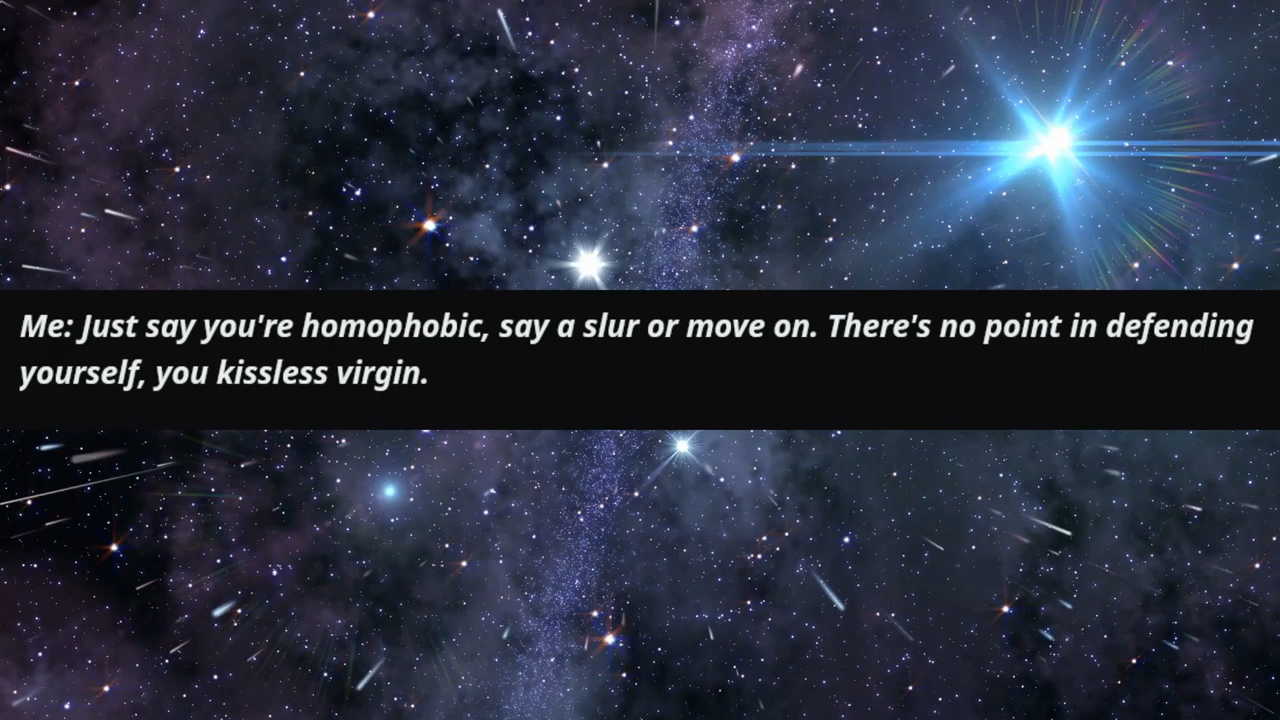 Me: Just say you're homophobic, say a slur or move on. There's no point in defending
yourself, you kissless virgin.